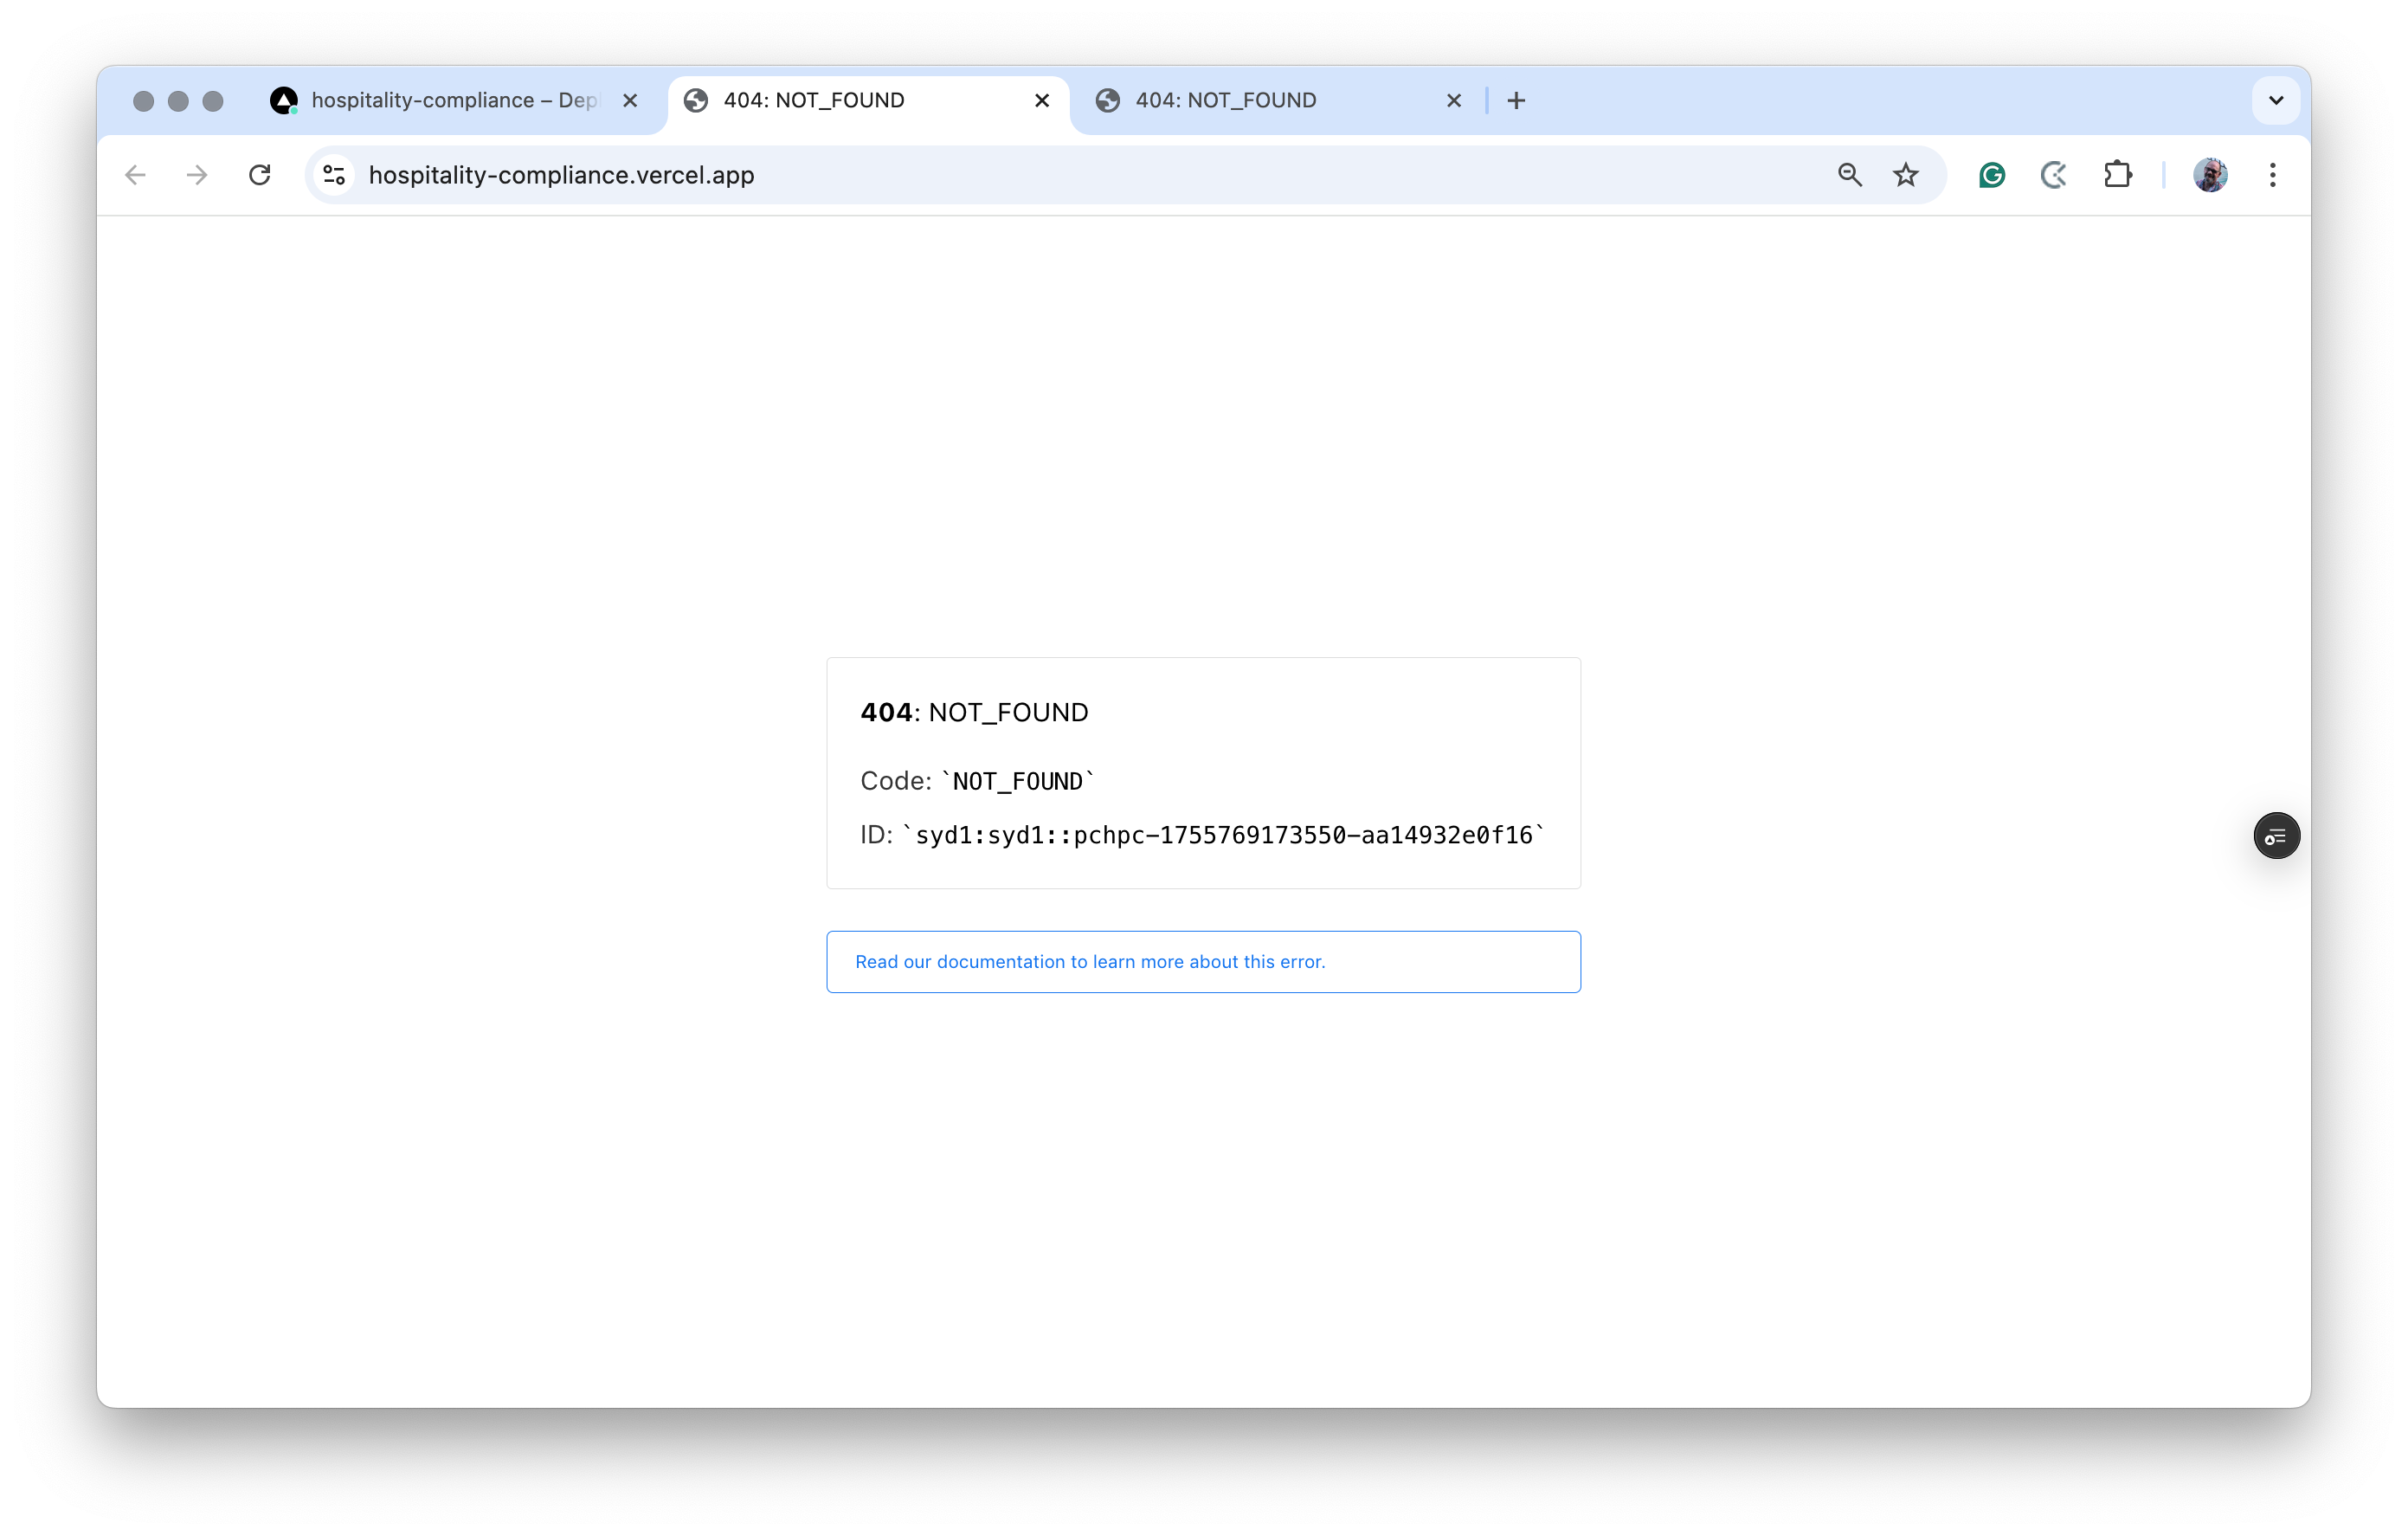 hospitality-compliance – Dep
404: NOT_FOUND
404: NOT_FOUND
hospitality-compliance.vercel.app
404: NOT_FOUND
Code: `NOT_FOUND`
ID: `syd1:syd1::pchpc-1755769173550-aa14932e0f16`
Read our documentation to learn more about this error.